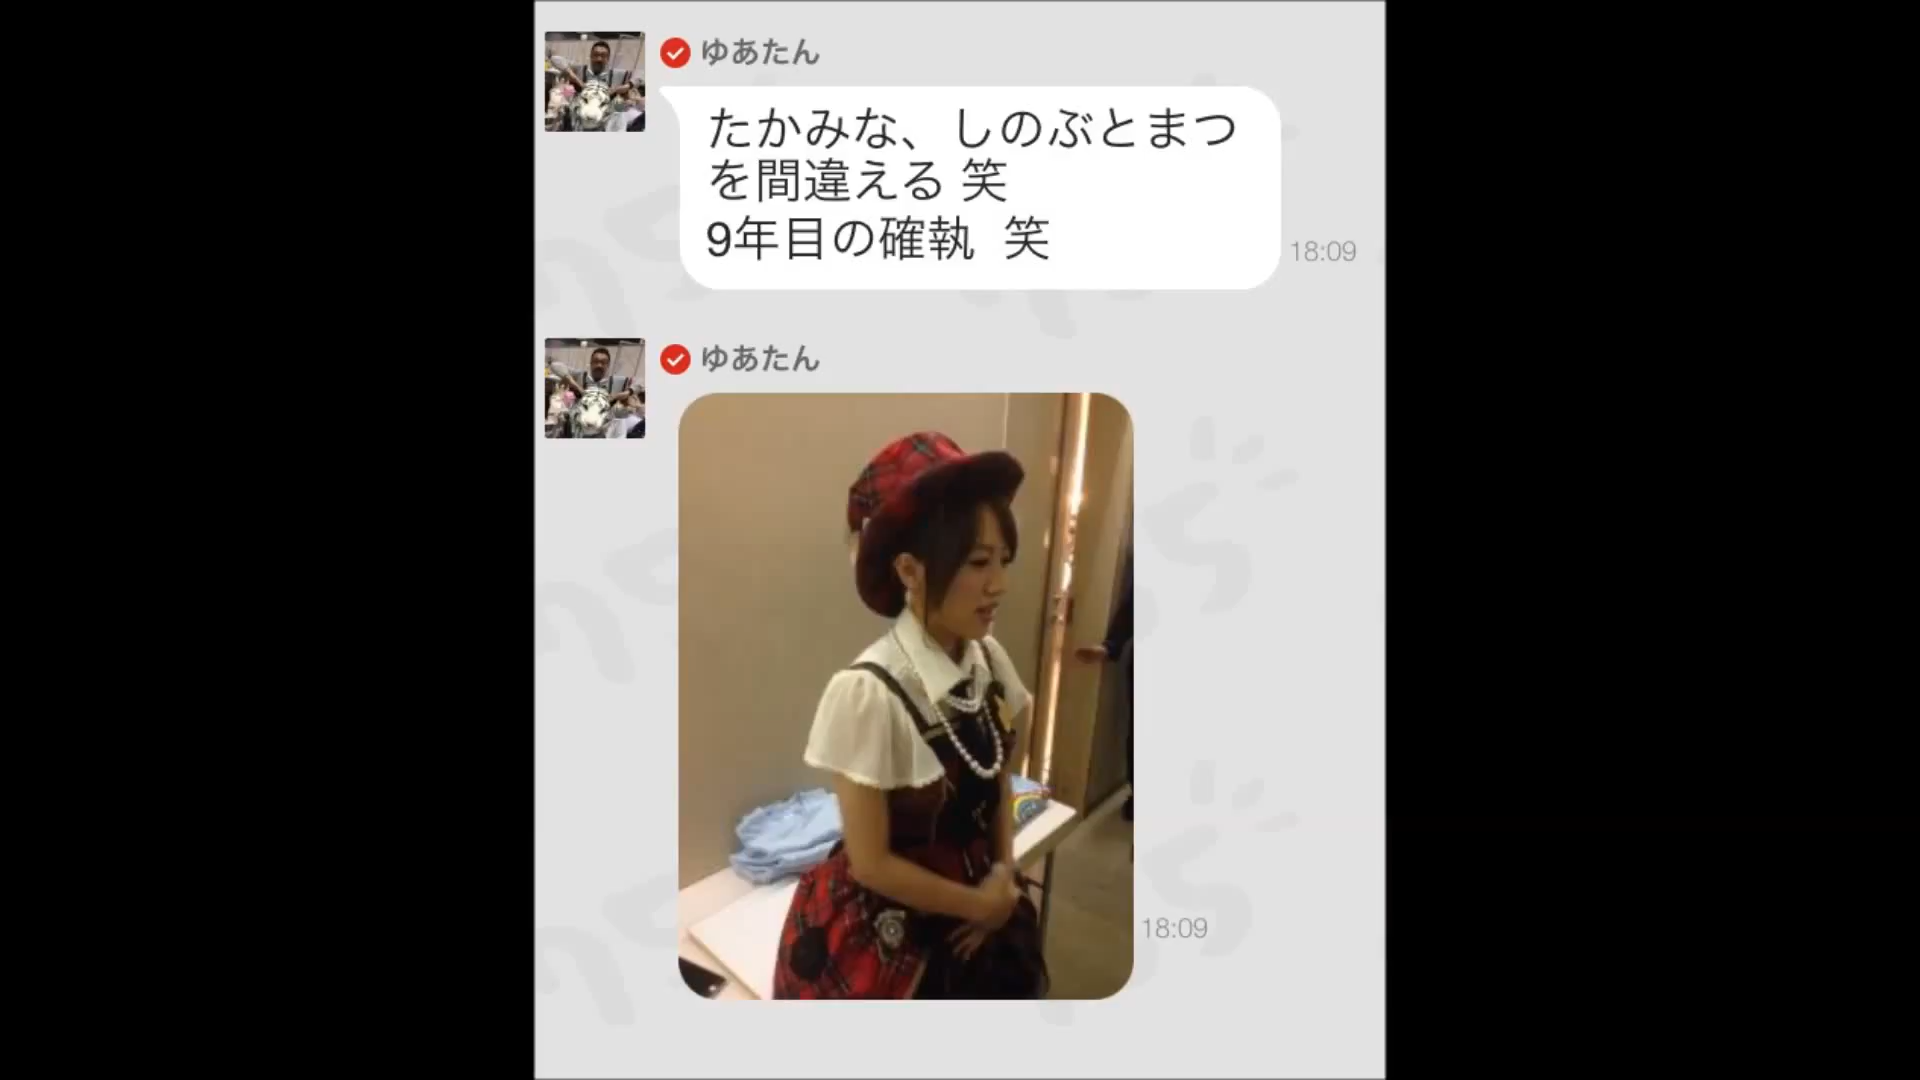 ゆあたん
たかみな、しのぶとまつ
を間違える 笑
9年目の確執 笑
18:09
ゆあたん
18:09